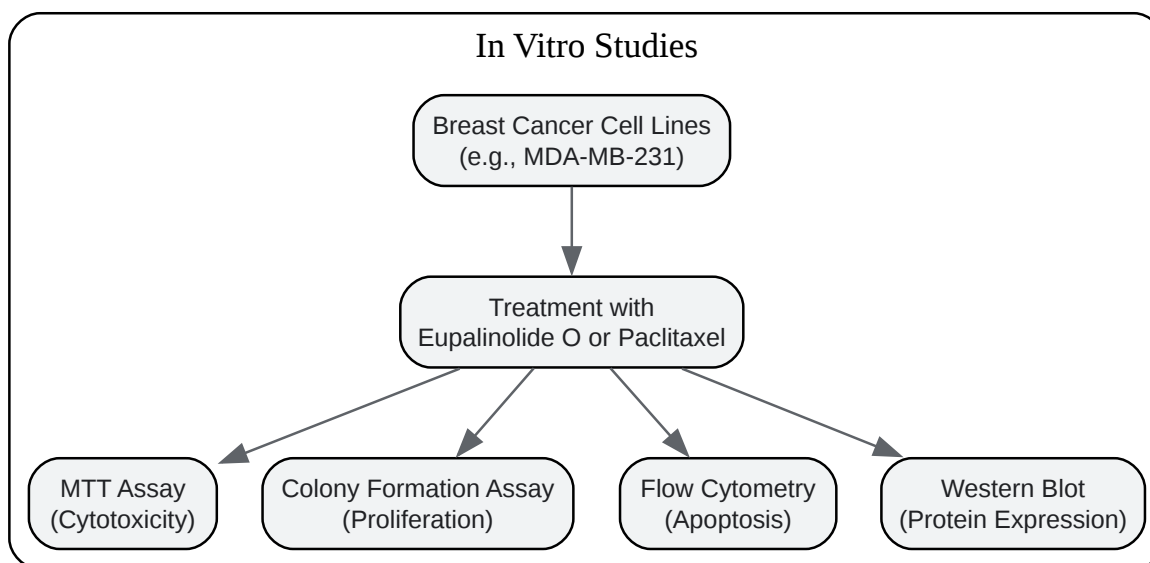 In Vitro Studies
Breast Cancer Cell Lines
(e.g., MDA-MB-231)
Treatment with
Eupalinolide O or Paclitaxel
MTT Assay
(Cytotoxicity)
Colony Formation Assay
(Proliferation)
Flow Cytometry
(Apoptosis)
Western Blot
(Protein Expression)